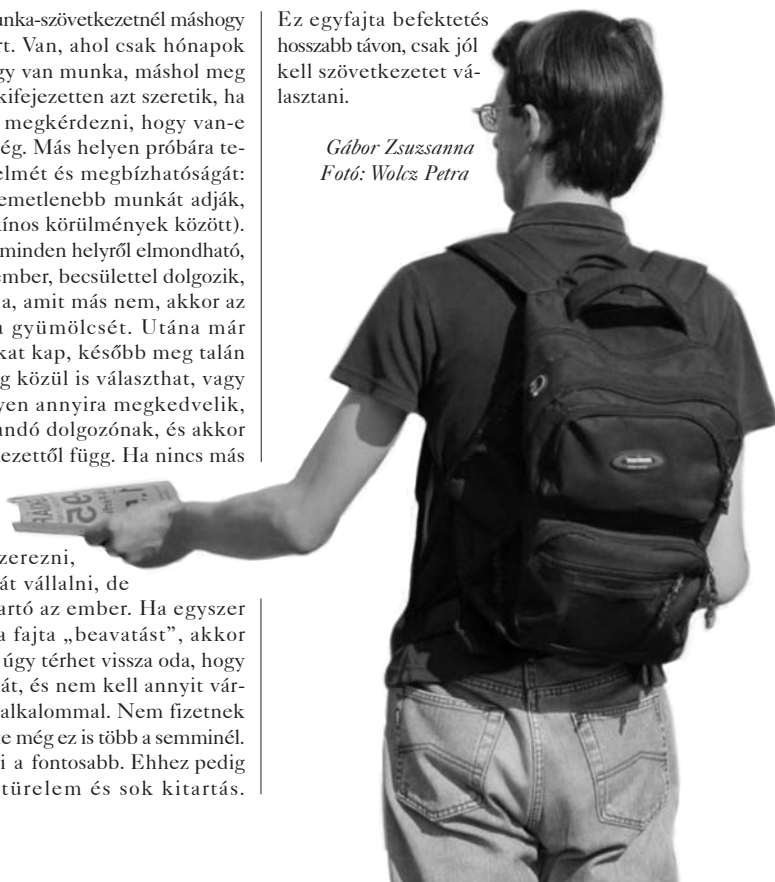 unka-szövetkezetnél máshogy
rt. Van, ahol csak hónapok
gy van munka, máshol meg
kifejezetten azt szeretik, ha
megkérdezni, hogy van-e
ég. Más helyen próbára te-
elmét és megbízhatóságát:
emetlenebb munkát adják,
kínos körülmények között).
minden helyről elmondható,
ember, becsülettel dolgozik,
a, amit más nem, akkor az
a gyümölcsét. Utána már
kat kap, később meg talán
g közül is választhat, vagy
yen annyira megkedvelik,
andó dolgozónak, és akkor
ezettől függ. Ha nincs más
zerezni,
át vállalni, de
artó az ember. Ha egyszer
a fajta „beavatást”, akkor
úgy térhet vissza oda, hogy
át, és nem kell annyit vár-
alkalommal. Nem fizetnek
e még ez is több a semminél.
i a fontosabb. Ehhez pedig
türelem és sok kitartás.
Ez egyfajta befektetés
hosszabb távon, csak jól
kell szövetkezetet vá-
lasztani.
Gábor Zsuzsanna
Fotó: Wolcz Petra